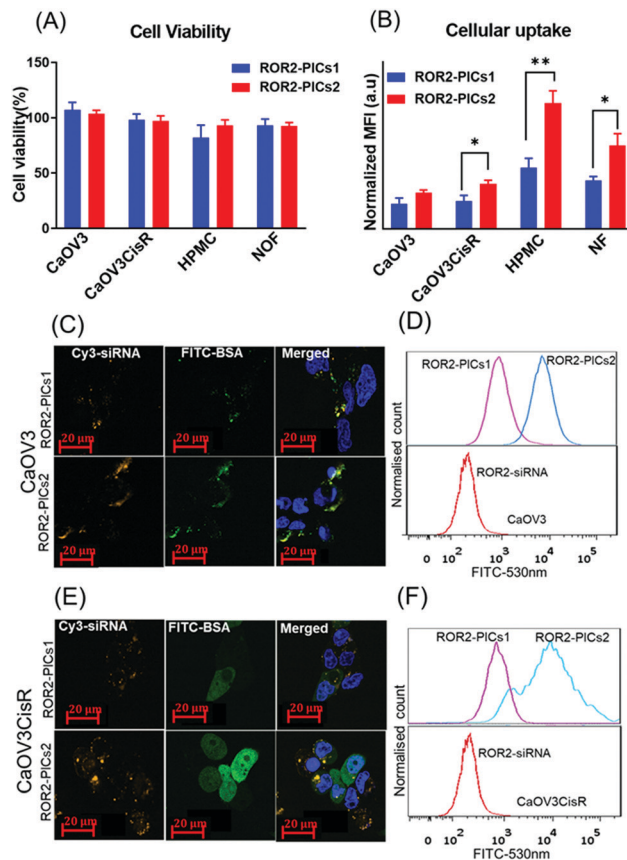 (A)
Cell Viability
ROR2-PICs1
ROR2-PICs2
Cell viability(%)
150
100
50
0
CaOV3
CaOV3CisR
HPMC
NOF
(B)
Cellular uptake
ROR2-PICs1
ROR2-PICs2
Normalized MFI (a.u)
*
**
*
CaOV3
CaOV3CisR
HPMC
NF
(C)
Cy3-siRNA
FITC-BSA
Merged
CaOV3
ROR2-PICs1
20 μm
20 μm
20 μm
ROR2-PICs2
20 μm
20 μm
20 μm
(D)
ROR2-PICs1
ROR2-PICs2
Normalised count
ROR2-siRNA
CaOV3
0
10²
10³
10⁴
10⁵
FITC-530nm
(E)
Cy3-siRNA
FITC-BSA
Merged
CaOV3CisR
ROR2-PICs1
20 μm
20 μm
20 μm
ROR2-PICs2
20 μm
20 μm
20 μm
(F)
ROR2-PICs1
ROR2-PICs2
Normalised count
ROR2-siRNA
CaOV3CisR
0
10²
10³
10⁴
10⁵
FITC-530nm